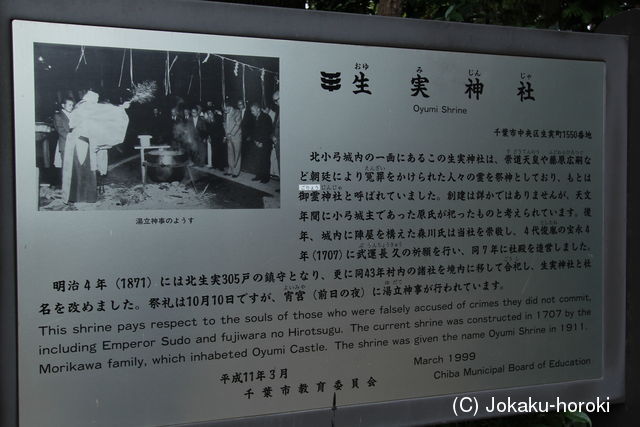 生実神社
おゆ み じん じゃ
Oyumi Shrine
千葉市中央区生実町1550番地
北小弓城内の一画にあるこの生実神社は、崇道天皇や藤原広嗣な
ど朝廷により冤罪をかけられた人々の霊を祭神としており、もとは
御霊神社と呼ばれていました。創建は詳かではありませんが、天文
年間に小弓城主であった原氏が祀ったものと考えられています。後
年、城内に陣屋を構えた森川氏は当社を崇敬し、4代俊胤の宝永4
年(1707)に武運長久の祈願を行い、同7年に社殿を造営しました。
明治4年(1871)には北生実305戸の鎮守となり、更に同43年村内の諸社を境内に移して合祀し、生実神社と社
名を改めました。祭礼は10月10日ですが、宵宮(前日の夜)に湯立神事が行われています。
湯立神事のようす
This shrine pays respect to the souls of those who were falsely accused of crimes they did not commit,
including Emperor Sudo and fujiwara no Hirotsugu. The current shrine was constructed in 1707 by the
Morikawa family, which inhabeted Oyumi Castle. The shrine was given the name Oyumi Shrine in 1911.
平成11年3月
千葉市教育委員会
March 1999
Chiba Municipal Board of Education
(C) Jokaku-horoki